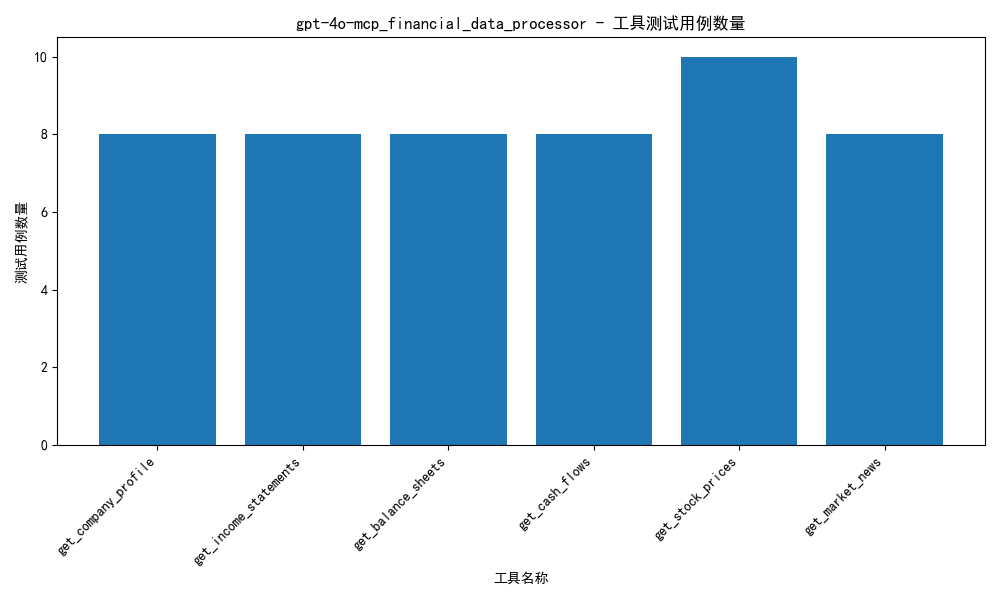 gpt-4o-mcp_financial_data_processor - 工具测试用例数量
测试用例数量
10
8
6
4
2
0
get_company_profile
get_income_statements
get_balance_sheets
get_cash_flows
get_stock_prices
get_market_news
工具名称